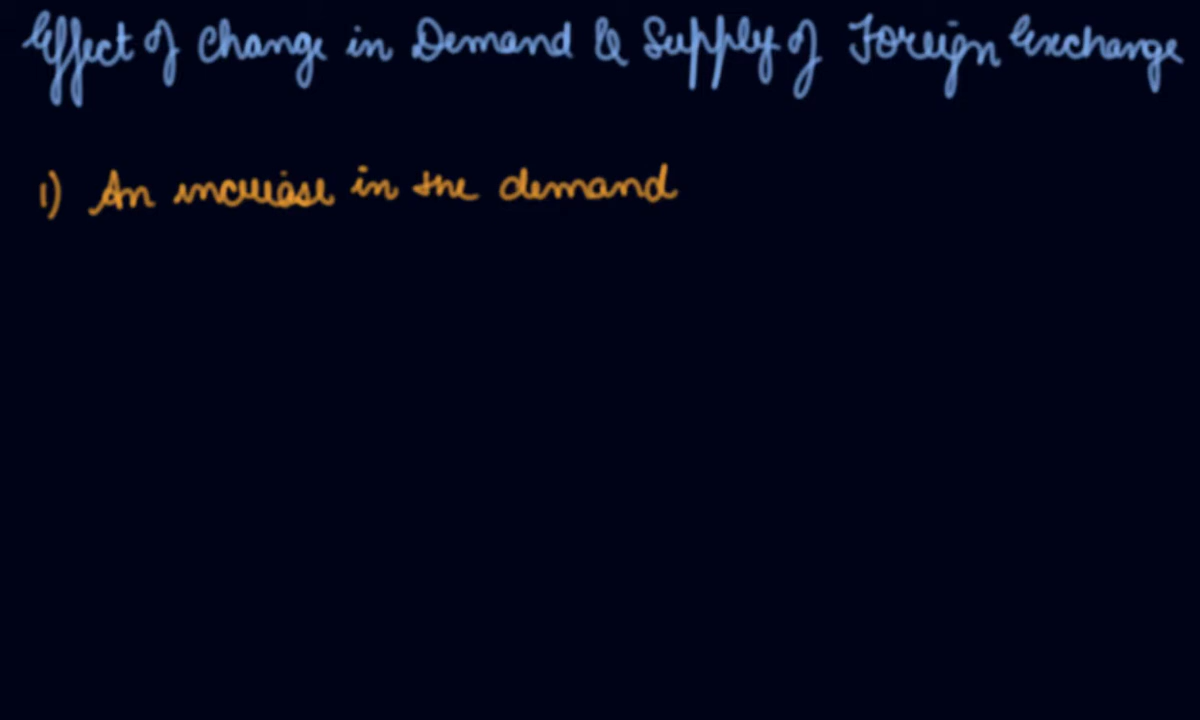 Effect of Change in Demand & Supply of Foreign Exchange
1) An increase in the demand